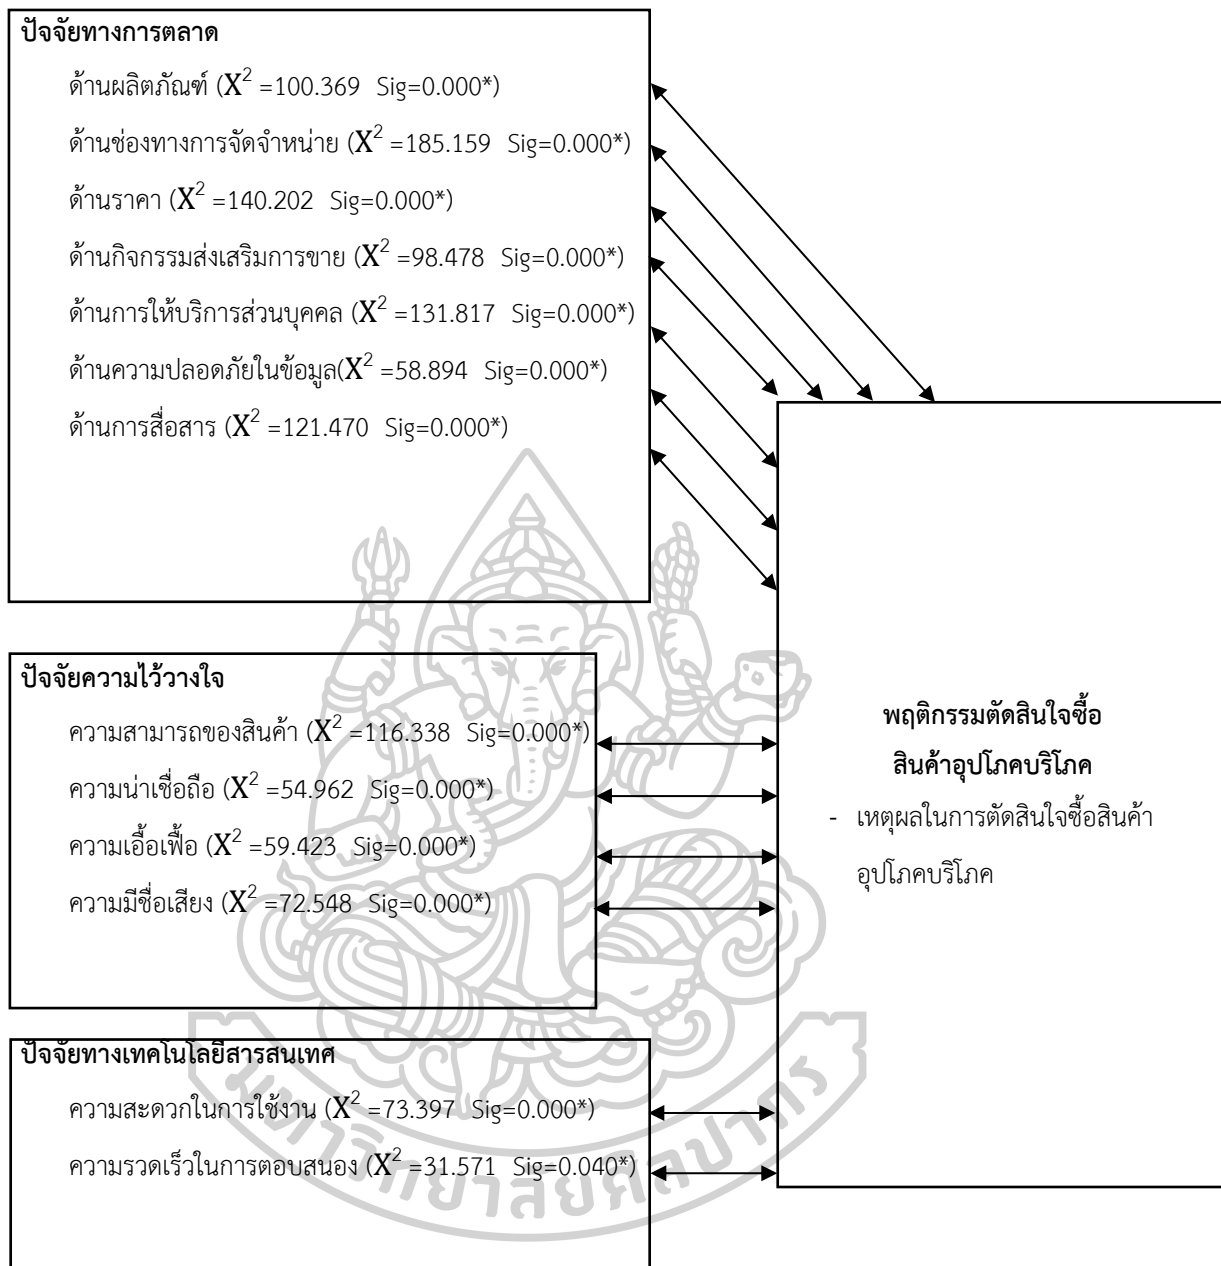 ปัจจัยทางการตลาด
ด้านผลิตภัณฑ์ (X² =100.369 Sig=0.000*)
ด้านช่องทางการจัดจำหน่าย (X² =185.159 Sig=0.000*)
ด้านราคา (X² =140.202 Sig=0.000*)
ด้านกิจกรรมส่งเสริมการขาย (X² =98.478 Sig=0.000*)
ด้านการให้บริการส่วนบุคคล (X² =131.817 Sig=0.000*)
ด้านความปลอดภัยในข้อมูล(X² =58.894 Sig=0.000*)
ด้านการสื่อสาร (X² =121.470 Sig=0.000*)
ปัจจัยความไว้วางใจ
ความสามารถของสินค้า (X² =116.338 Sig=0.000*)
ความน่าเชื่อถือ (X² =54.962 Sig=0.000*)
ความเอื้อเฟื้อ (X² =59.423 Sig=0.000*)
ความมีชื่อเสียง (X² =72.548 Sig=0.000*)
ปัจจัยทางเทคโนโลยีสารสนเทศ
ความสะดวกในการใช้งาน (X² =73.397 Sig=0.000*)
ความรวดเร็วในการตอบสนอง (X² =31.571 Sig=0.040*)
พฤติกรรมตัดสินใจซื้อ
สินค้าอุปโภคบริโภค
- เหตุผลในการตัดสินใจซื้อสินค้า
อุปโภคบริโภค
มหาวิทยาลัยศิลปากร